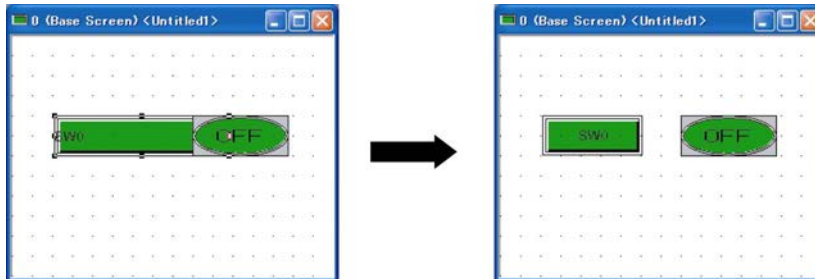 0 (Base Screen) <Untitled1>
SW0
OFF
0 (Base Screen) <Untitled1>
SW0
OFF